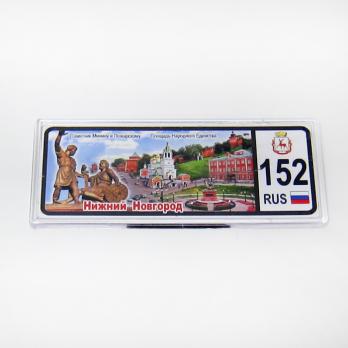 Памятник Минину и Пожарскому Площадь Народного Единства
152
Нижний Новгород
RUS